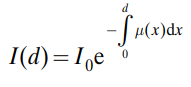 I(d)=I₀e^{-∫₀^d μ(x)dx}